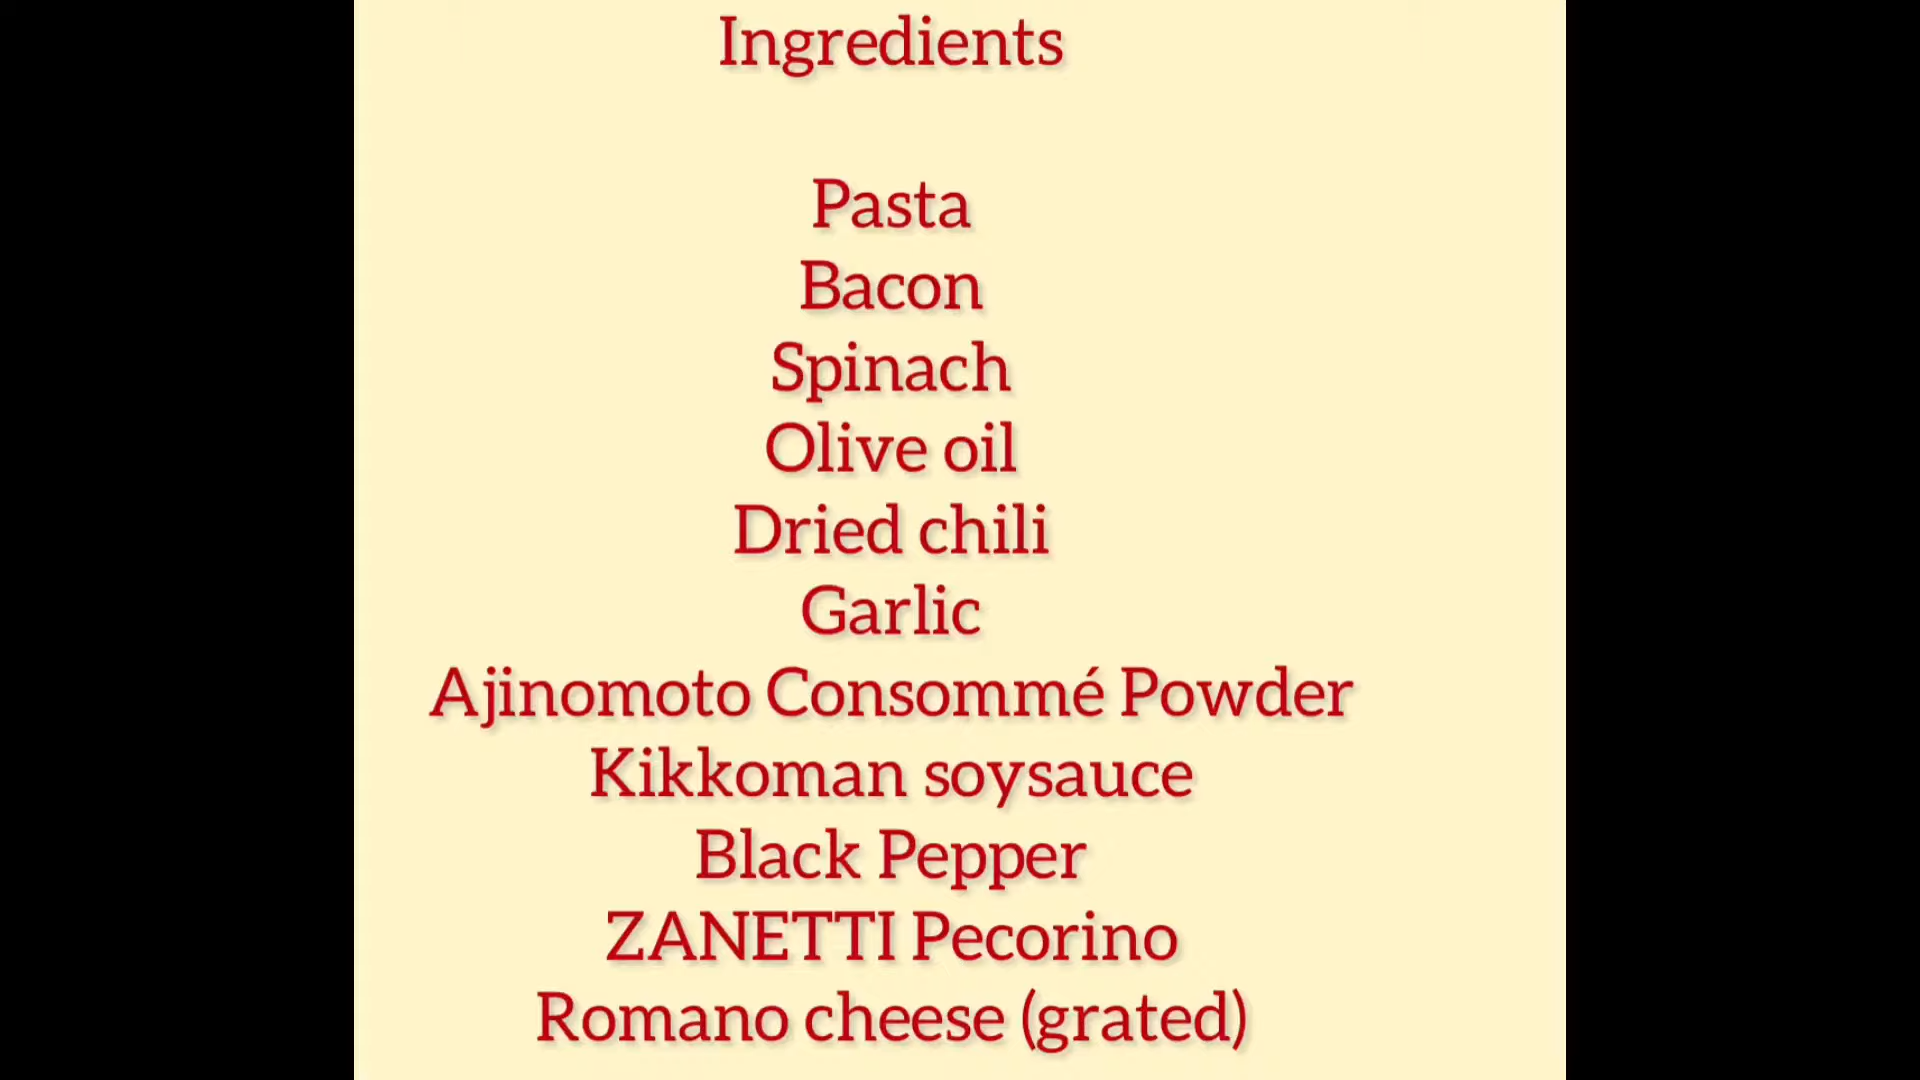 Ingredients
Pasta
Bacon
Spinach
Olive oil
Dried chili
Garlic
Ajinomoto Consommé Powder
Kikkoman soysauce
Black Pepper
ZANETTI Pecorino
Romano cheese (grated)